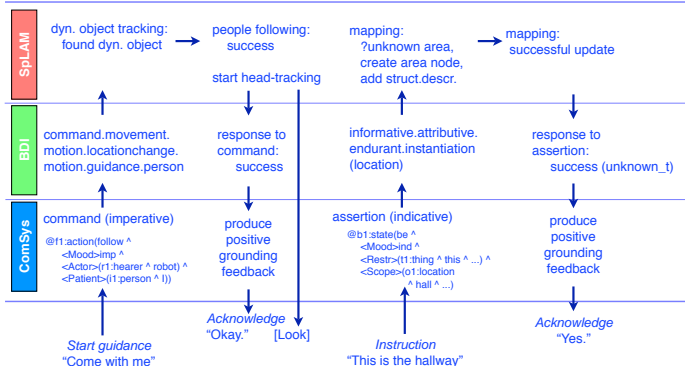 SpLAM
dyn. object tracking:
found dyn. object
people following:
success
start head-tracking
mapping:
?unknown area,
create area node,
add struct.descr.
mapping:
successful update
BDI
command.movement.
motion.locationchange.
motion.guidance.person
response to
command:
success
informative.attributive.
endurant.instantiation
(location)
response to
assertion:
success (unknown_t)
ComSys
command (imperative)
@f1:action(follow ^
<Mood>imp ^
<Actor>(r1:hearer ^ robot) ^
<Patient>(i1:person ^ I))
produce
positive
grounding
feedback
assertion (indicative)
@b1:state(be ^
<Mood>ind ^
<Restr>(t1:thing ^ this ^ ...) ^
<Scope>(o1:location
^ hall ^ ...)
produce
positive
grounding
feedback
Start guidance
“Come with me”
Acknowledge
“Okay.”
[Look]
Instruction
“This is the hallway”
Acknowledge
“Yes.”